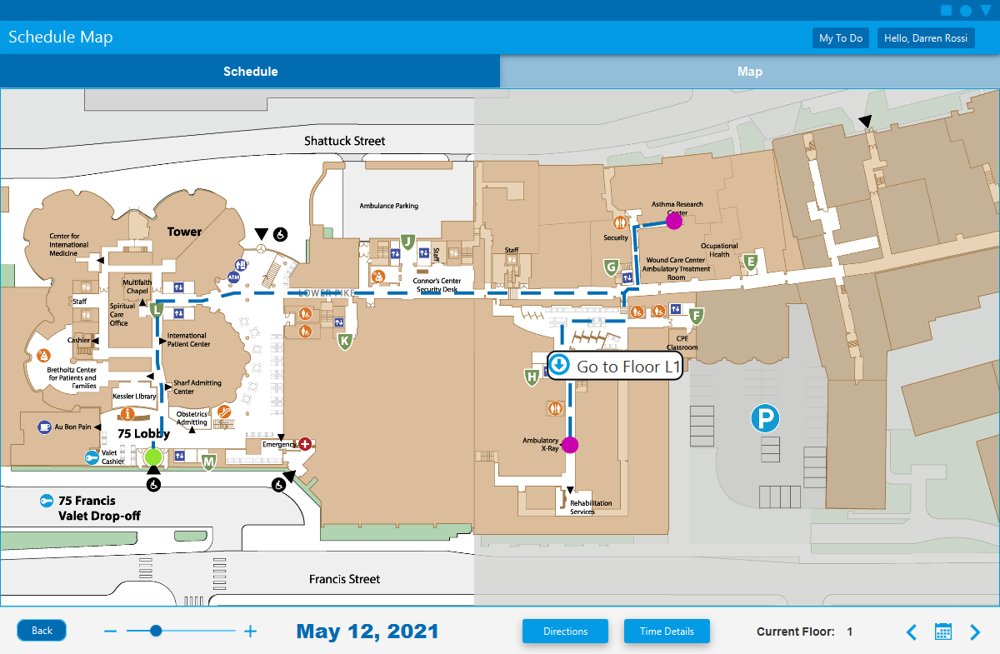 Schedule Map
My To Do
Hello, Darren Rossi
Schedule
Map
Shattuck Street
Ambulance Parking
Tower
Center for
International
Medicine
Asthma Research
Center
Security
Ocupational
Health
Wound Care Center
Ambulatory Treatment
Room
Staff
Staff
J
G
E
ATM
Connor's Center
Security Desk
LOWER PIKE
Multifaith
Chapel
Staff
Spiritual
Care
Office
L
K
F
CPE
Classroom
Cashier
International
Patient Center
Go to Floor L1
H
Bretholtz Center
for Patients and
Families
Sharf Admitting
Center
Kessler Library
Obstetrics
Admitting
i
Au Bon Pain
75 Lobby
P
Ambulatory
X-Ray
Emergency
Valet
Cashier
M
75 Francis
Valet Drop-off
Rehabilitation
Services
Francis Street
Back
May 12, 2021
Directions
Time Details
Current Floor: 1